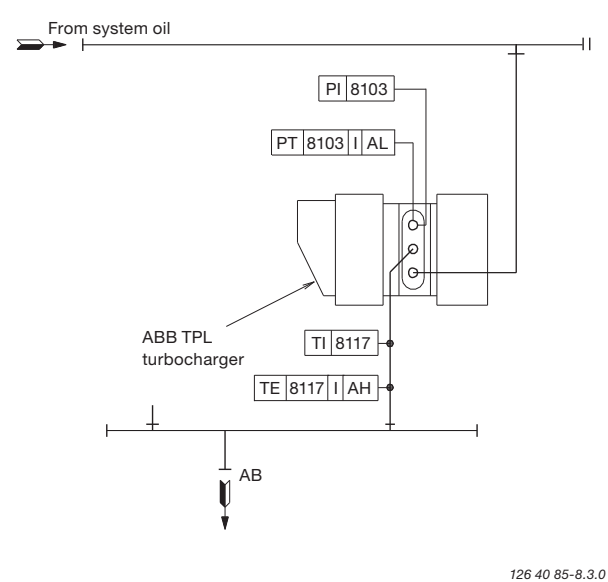 From system oil
PI 8103
PT 8103 I AL
ABB TPL
turbocharger
TI 8117
TE 8117 I AH
AB
126 40 85-8.3.0